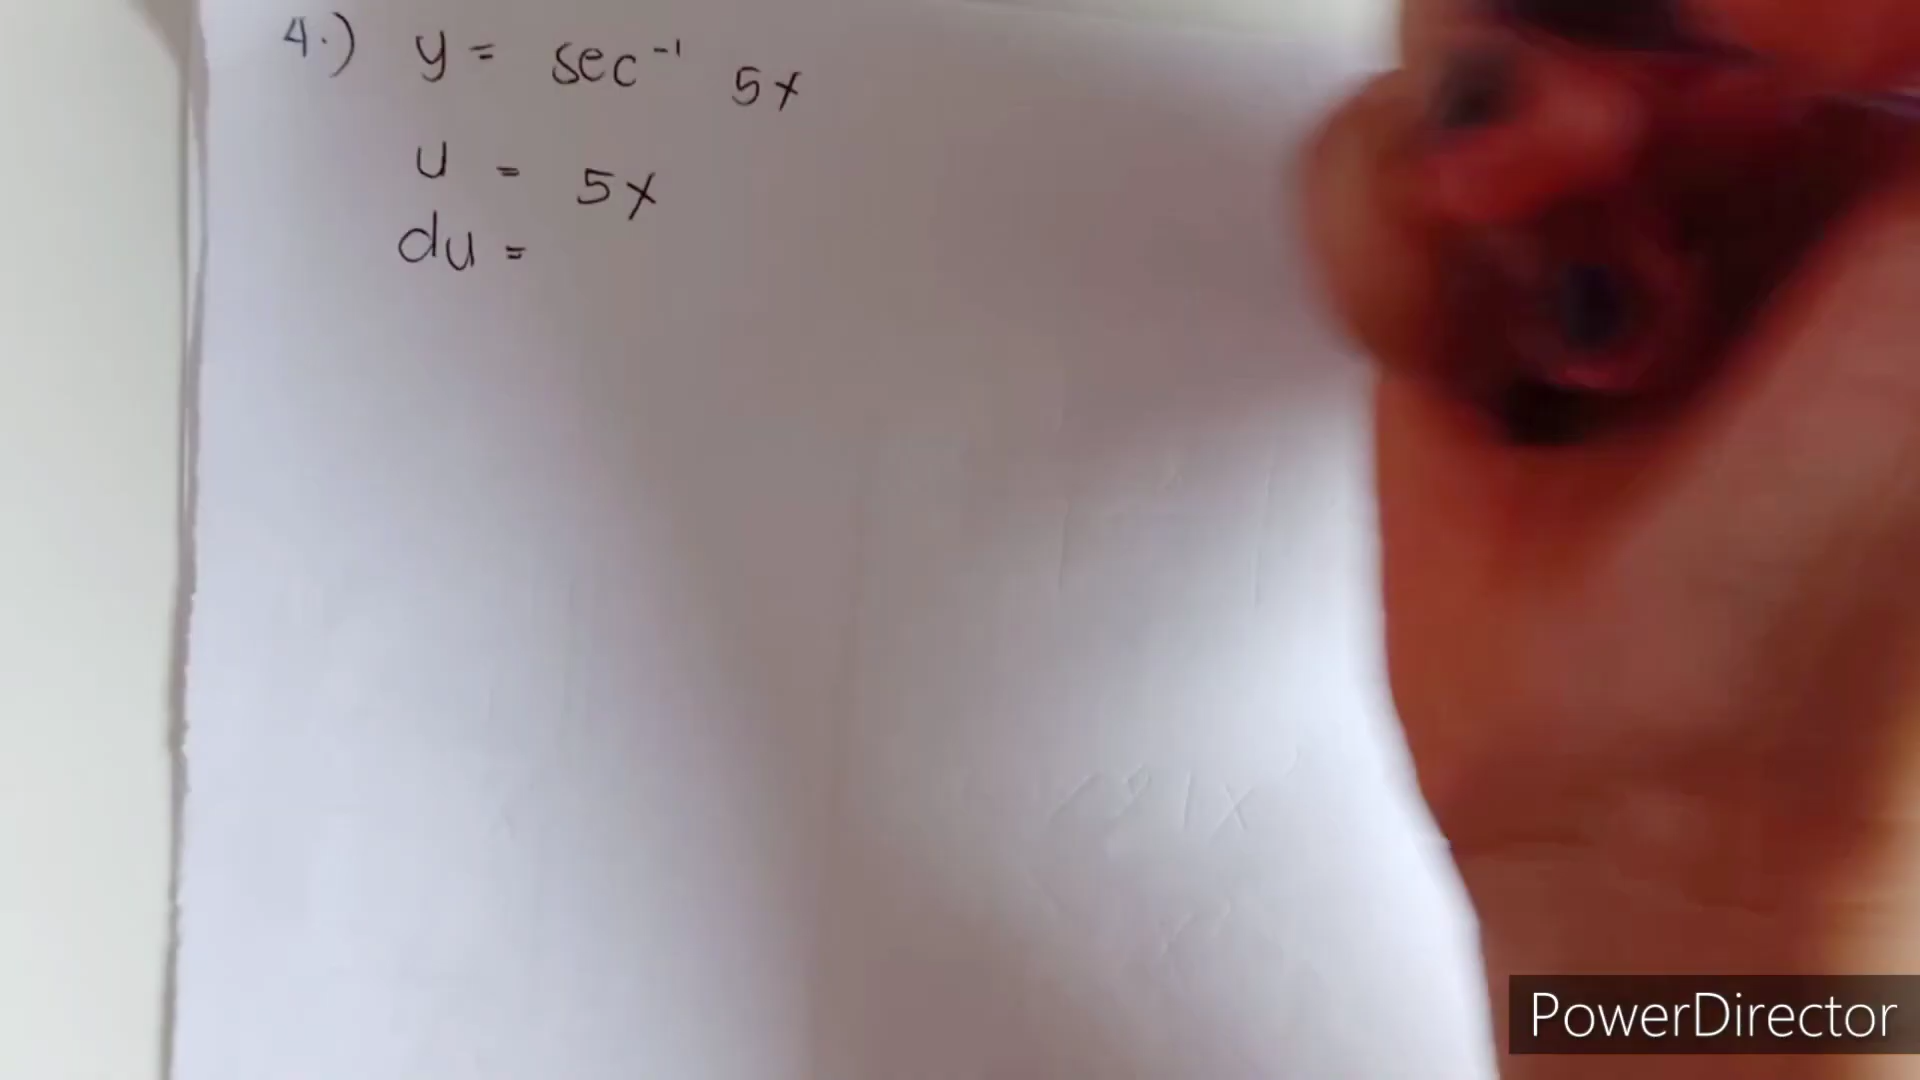 4.) y = sec⁻¹ 5x
u = 5x
du =
PowerDirector